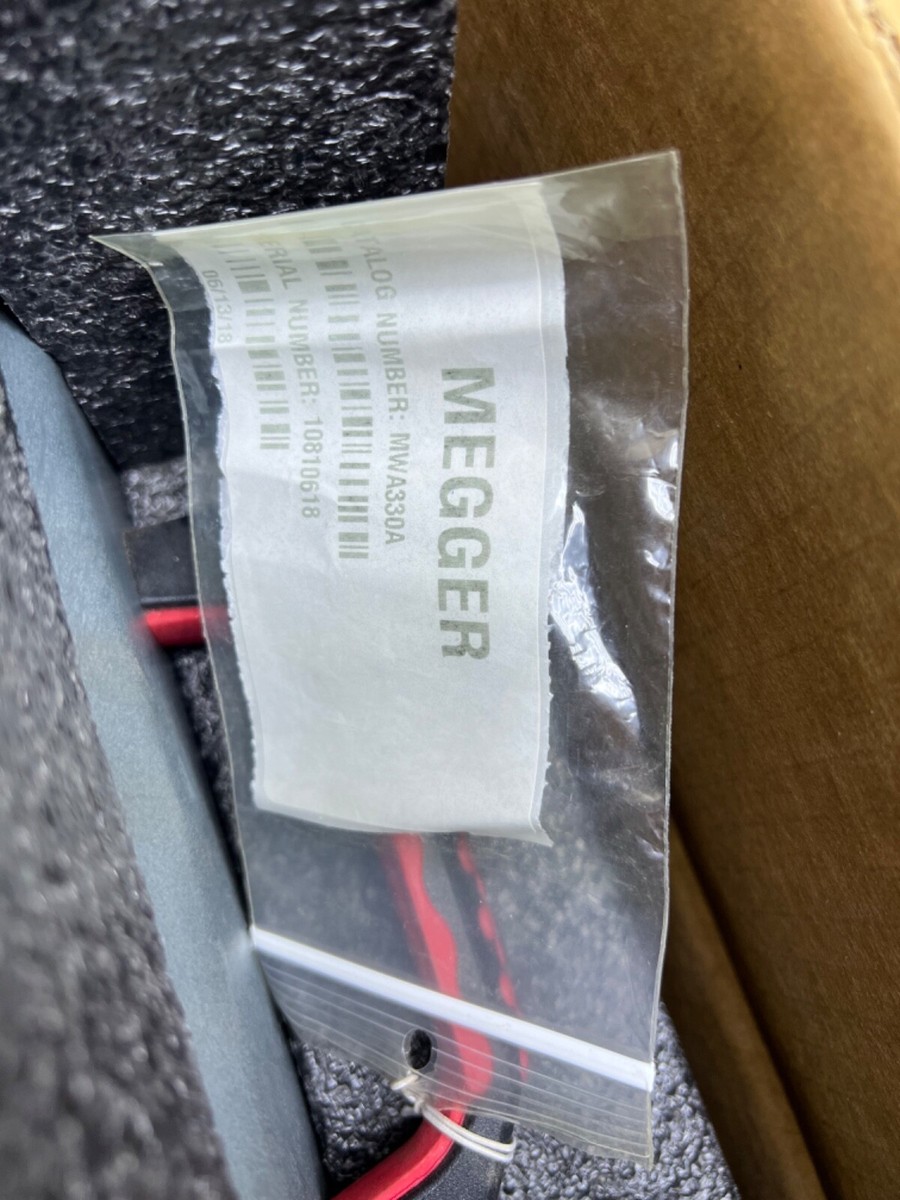 MEGGER
TALOG NUMBER: MWA330A
RIAL NUMBER: 10810618
06/13/18